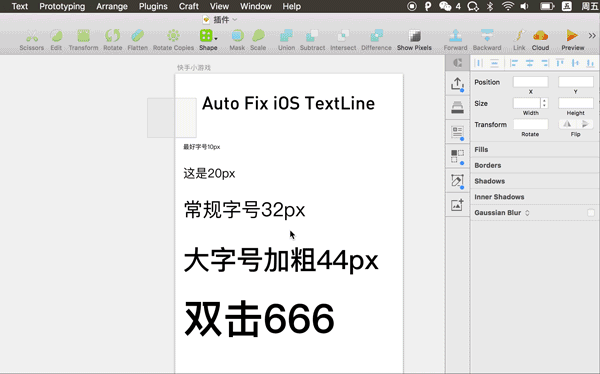 Text Prototyping Arrange Plugins Craft View Window Help 4 周五
插件
Scissors Edit Transform Rotate Flatten Rotate Copies Shape Mask Scale Union Subtract Intersect Difference Show Pixels Forward Backward Link Cloud Preview
快手小游戏
Auto Fix iOS TextLine
最好字号10px
这是20px
常规字号32px
大字号加粗44px
双击666
Position
X Y
Size
Width Height
Transform
Rotate Flip
Fills
Borders
Shadows
Inner Shadows
Gaussian Blur